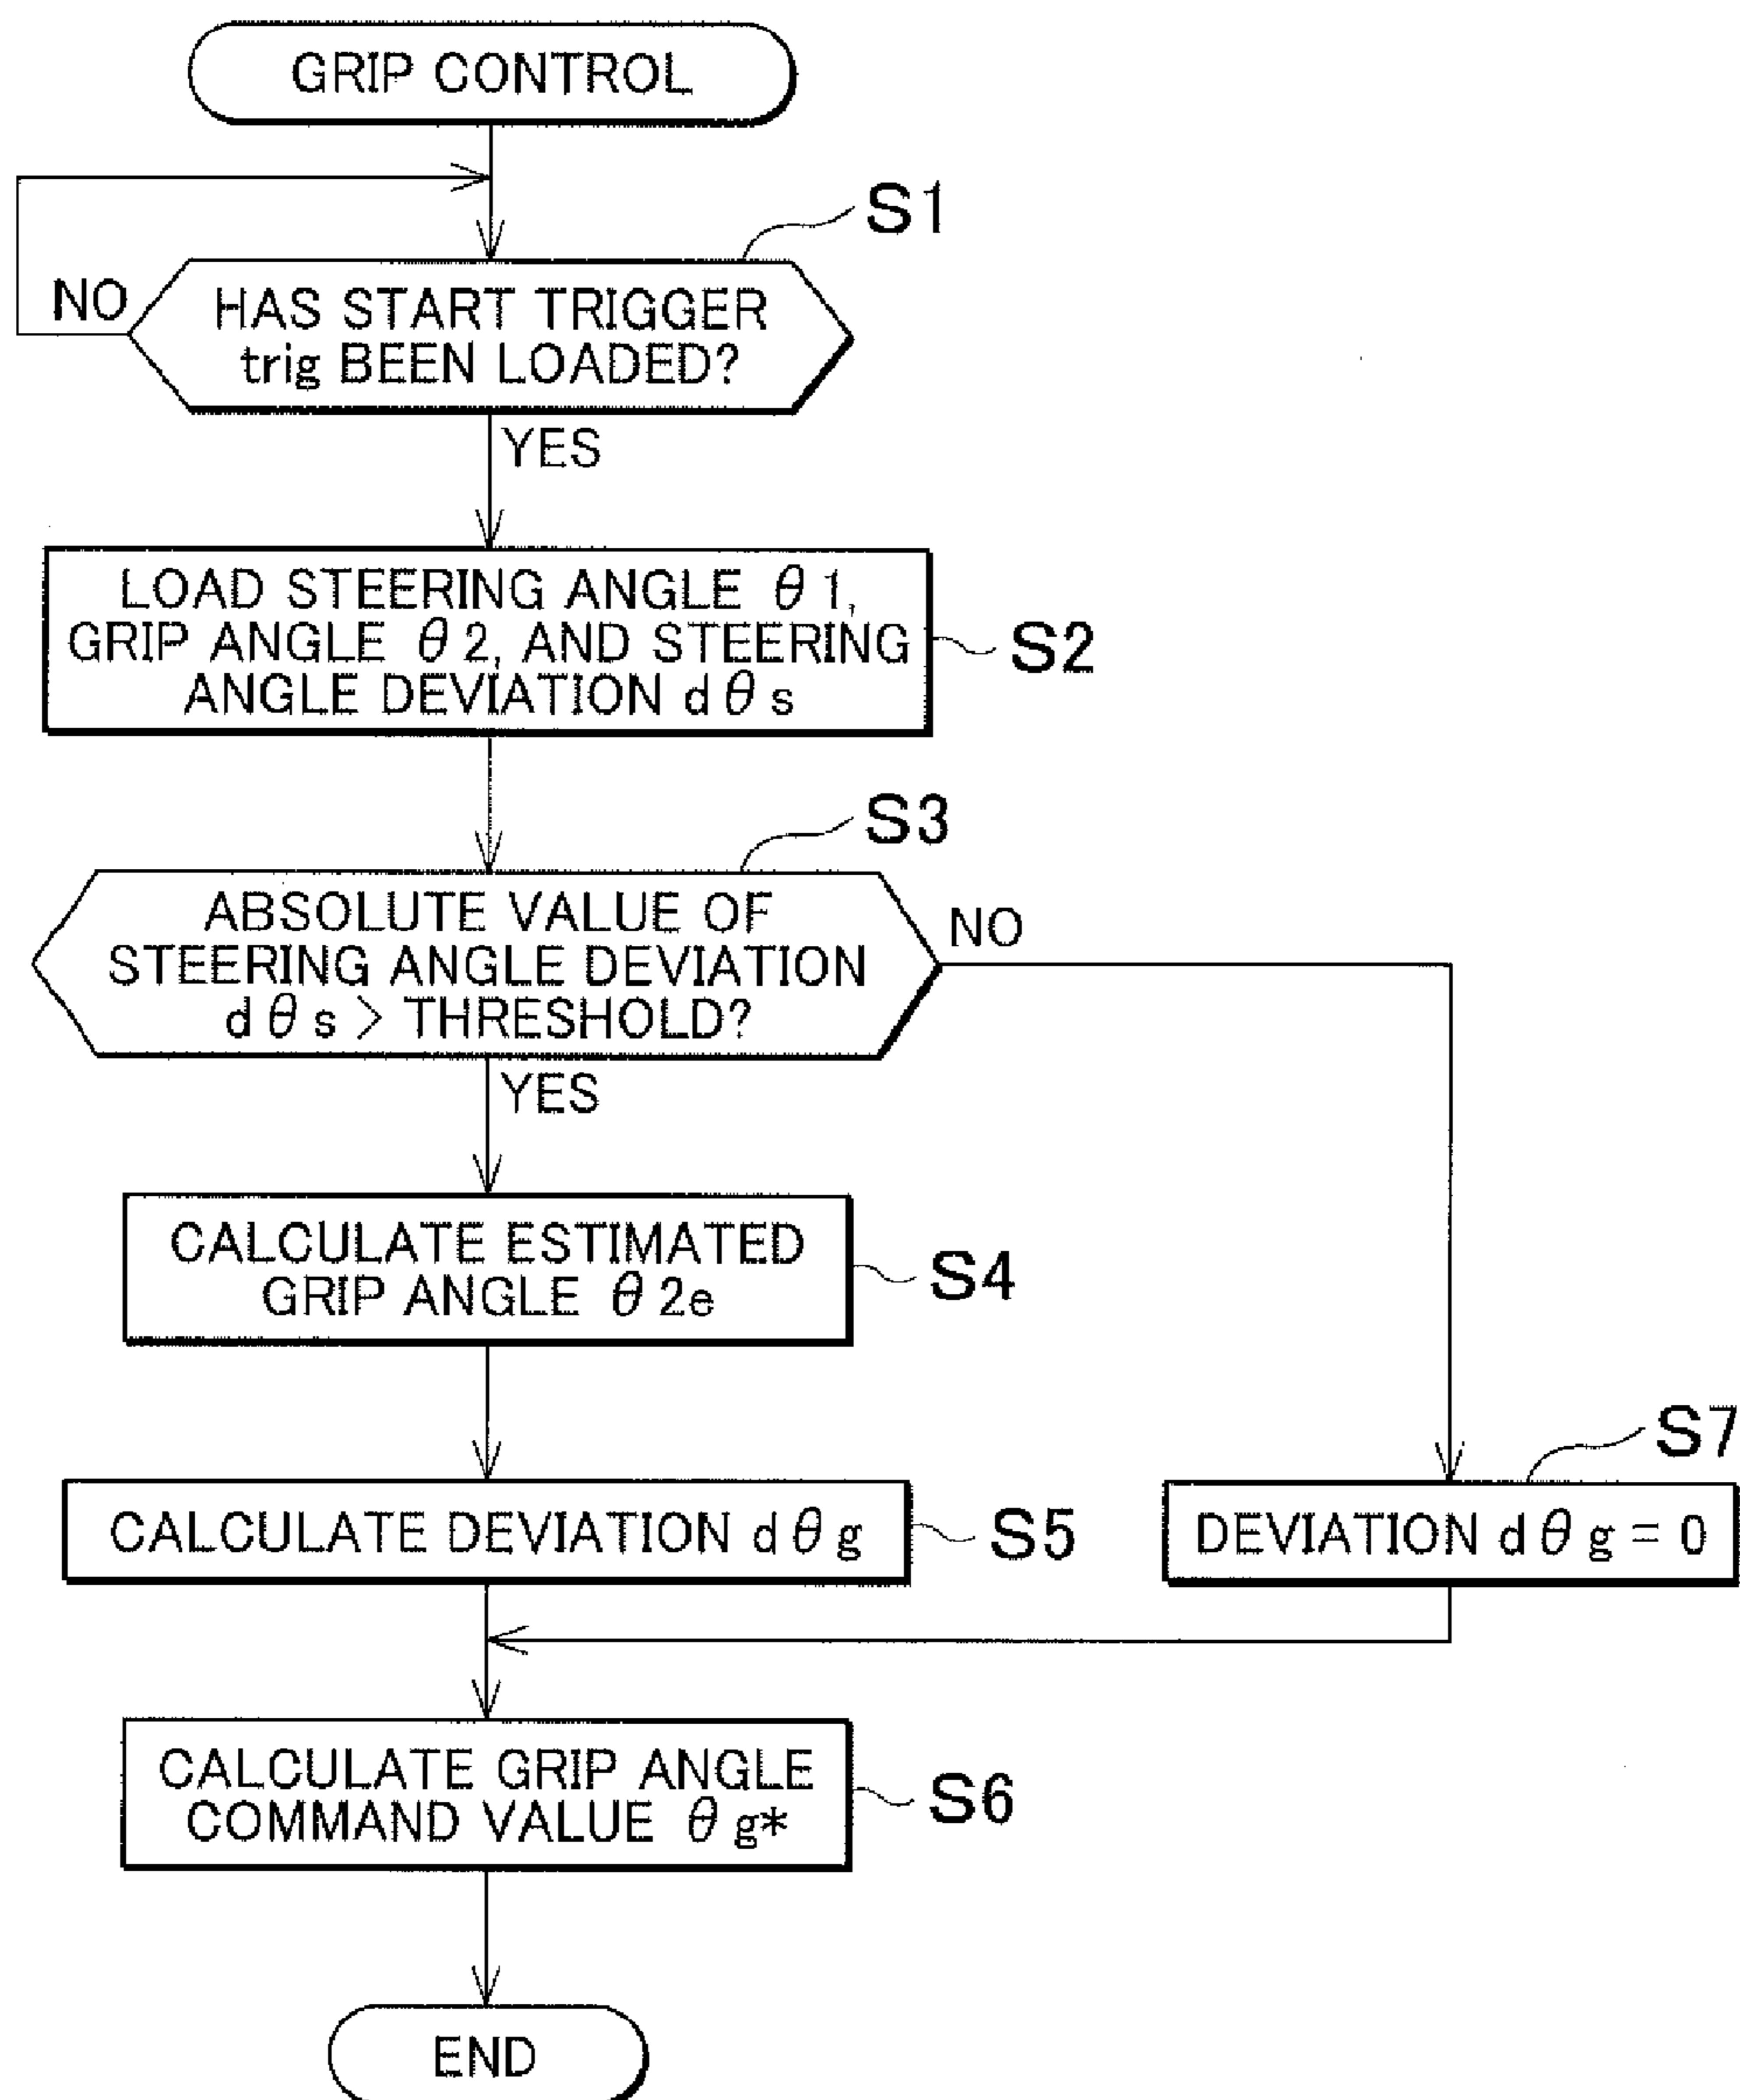 GRIP CONTROL
S1
NO
HAS START TRIGGER
trig BEEN LOADED?
YES
LOAD STEERING ANGLE θ1,
GRIP ANGLE θ2, AND STEERING
ANGLE DEVIATION dθs
S2
S3
ABSOLUTE VALUE OF
STEERING ANGLE DEVIATION
dθs > THRESHOLD?
NO
YES
CALCULATE ESTIMATED
GRIP ANGLE θ2e
S4
CALCULATE DEVIATION dθg
S5
S7
DEVIATION dθg = 0
CALCULATE GRIP ANGLE
COMMAND VALUE θg*
S6
END